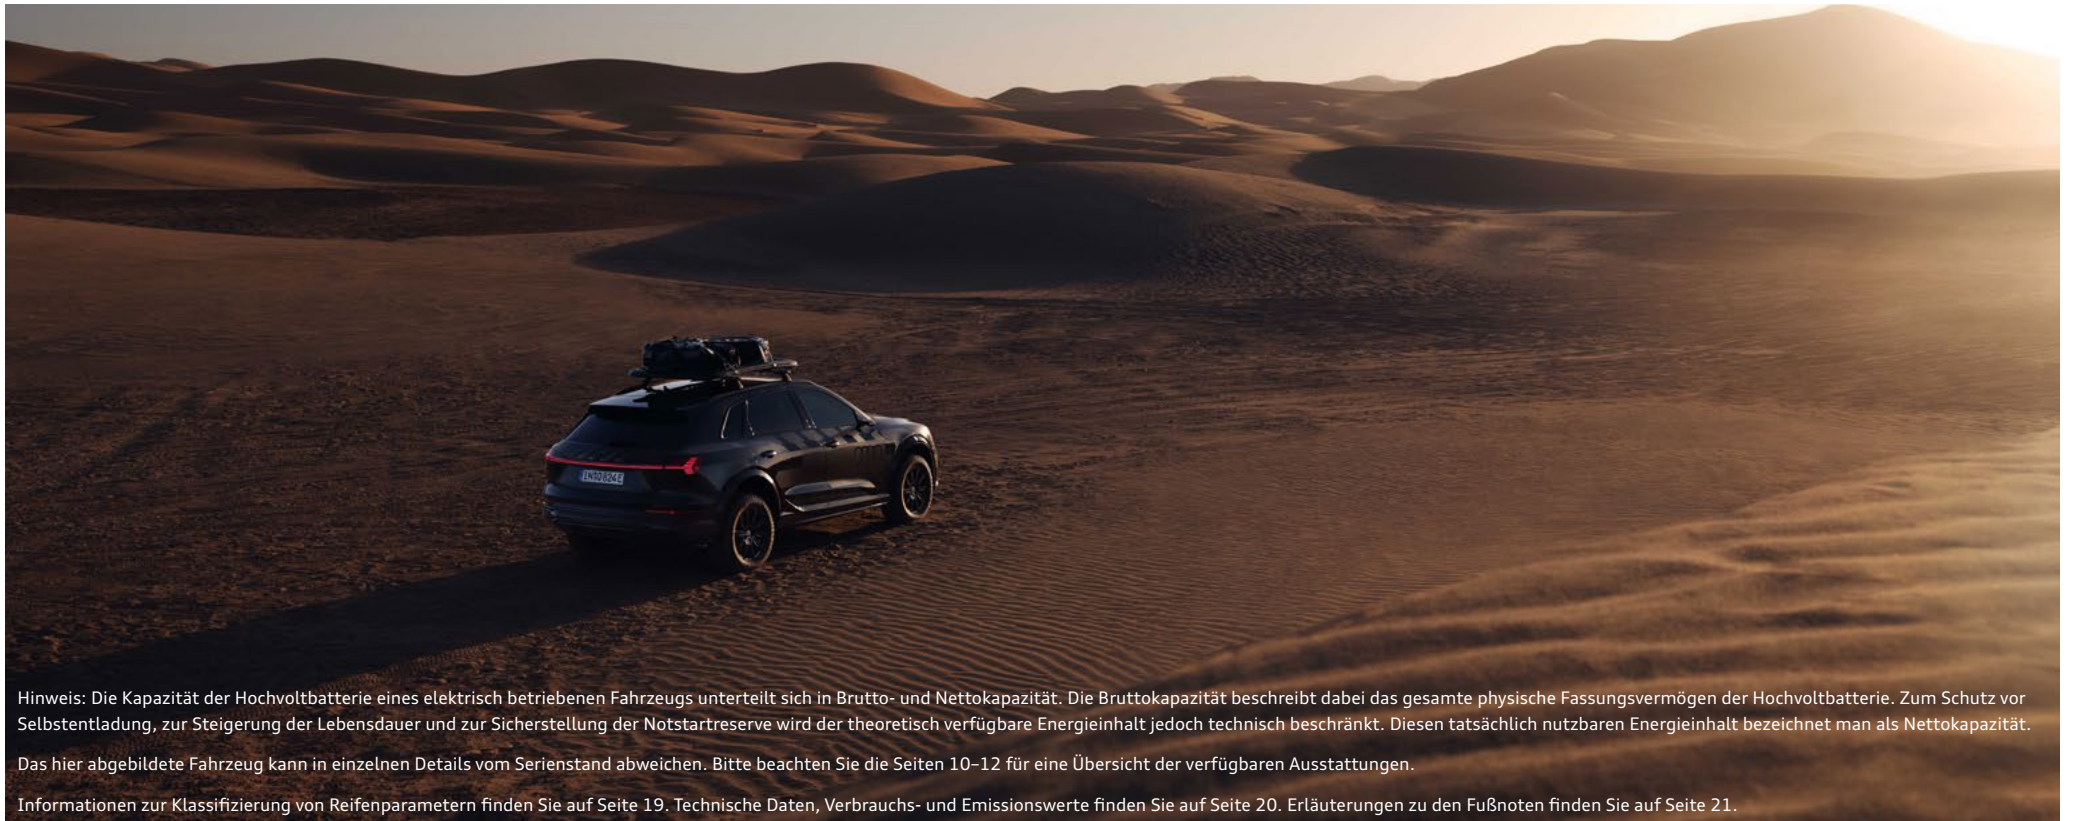 IN Q 824E
Hinweis: Die Kapazität der Hochvoltbatterie eines elektrisch betriebenen Fahrzeugs unterteilt sich in Brutto- und Nettokapazität. Die Bruttokapazität beschreibt dabei das gesamte physische Fassungsvermögen der Hochvoltbatterie. Zum Schutz vor
Selbstentladung, zur Steigerung der Lebensdauer und zur Sicherstellung der Notstartreserve wird der theoretisch verfügbare Energieinhalt jedoch technisch beschränkt. Diesen tatsächlich nutzbaren Energieinhalt bezeichnet man als Nettokapazität.
Das hier abgebildete Fahrzeug kann in einzelnen Details vom Serienstand abweichen. Bitte beachten Sie die Seiten 10–12 für eine Übersicht der verfügbaren Ausstattungen.
Informationen zur Klassifizierung von Reifenparametern finden Sie auf Seite 19. Technische Daten, Verbrauchs- und Emissionswerte finden Sie auf Seite 20. Erläuterungen zu den Fußnoten finden Sie auf Seite 21.